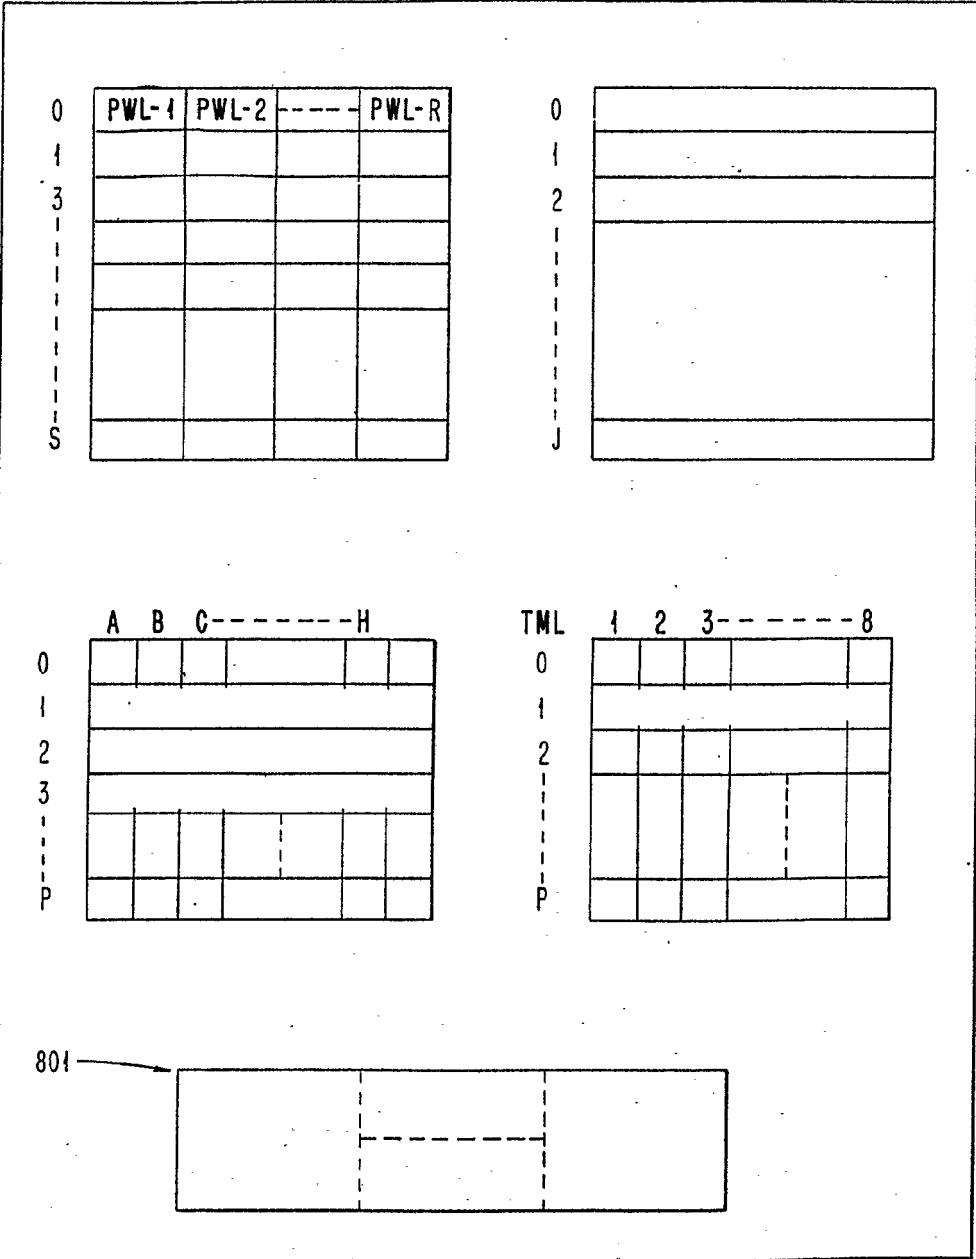 0 PWL-1 PWL-2 ----- PWL-R
1
3
S
0
1
2
J
A B C--------H
0
1
2
3
P
TML 1 2 3--------8
0
1
2
P
801